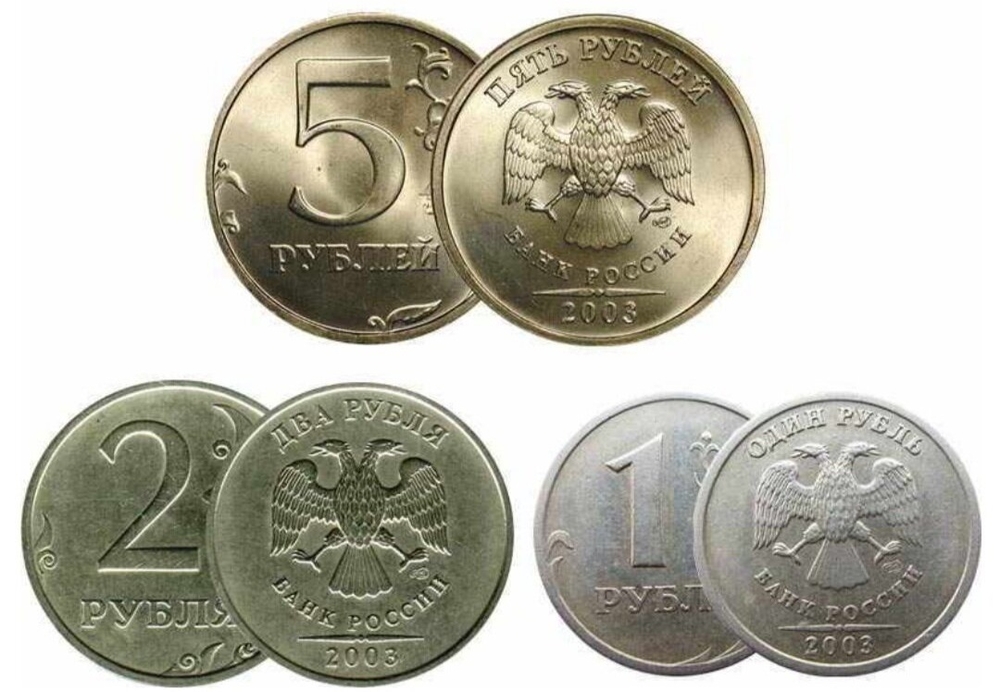 5
РУБЛЕЙ
ПЯТЬ РУБЛЕЙ
БАНК РОССИИ
2003
2
РУБЛЯ
ДВА РУБЛЯ
БАНК РОССИИ
2003
1
РУБЛ
ОДИН РУБЛЬ
БАНК РОССИИ
2003